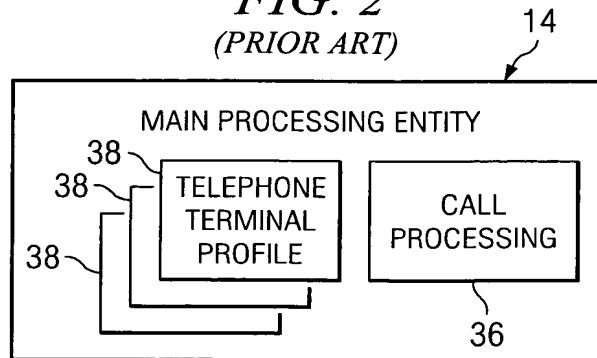 FIG. 2
(PRIOR ART)
14
MAIN PROCESSING ENTITY
38
38
38
TELEPHONE
TERMINAL
PROFILE
CALL
PROCESSING
36